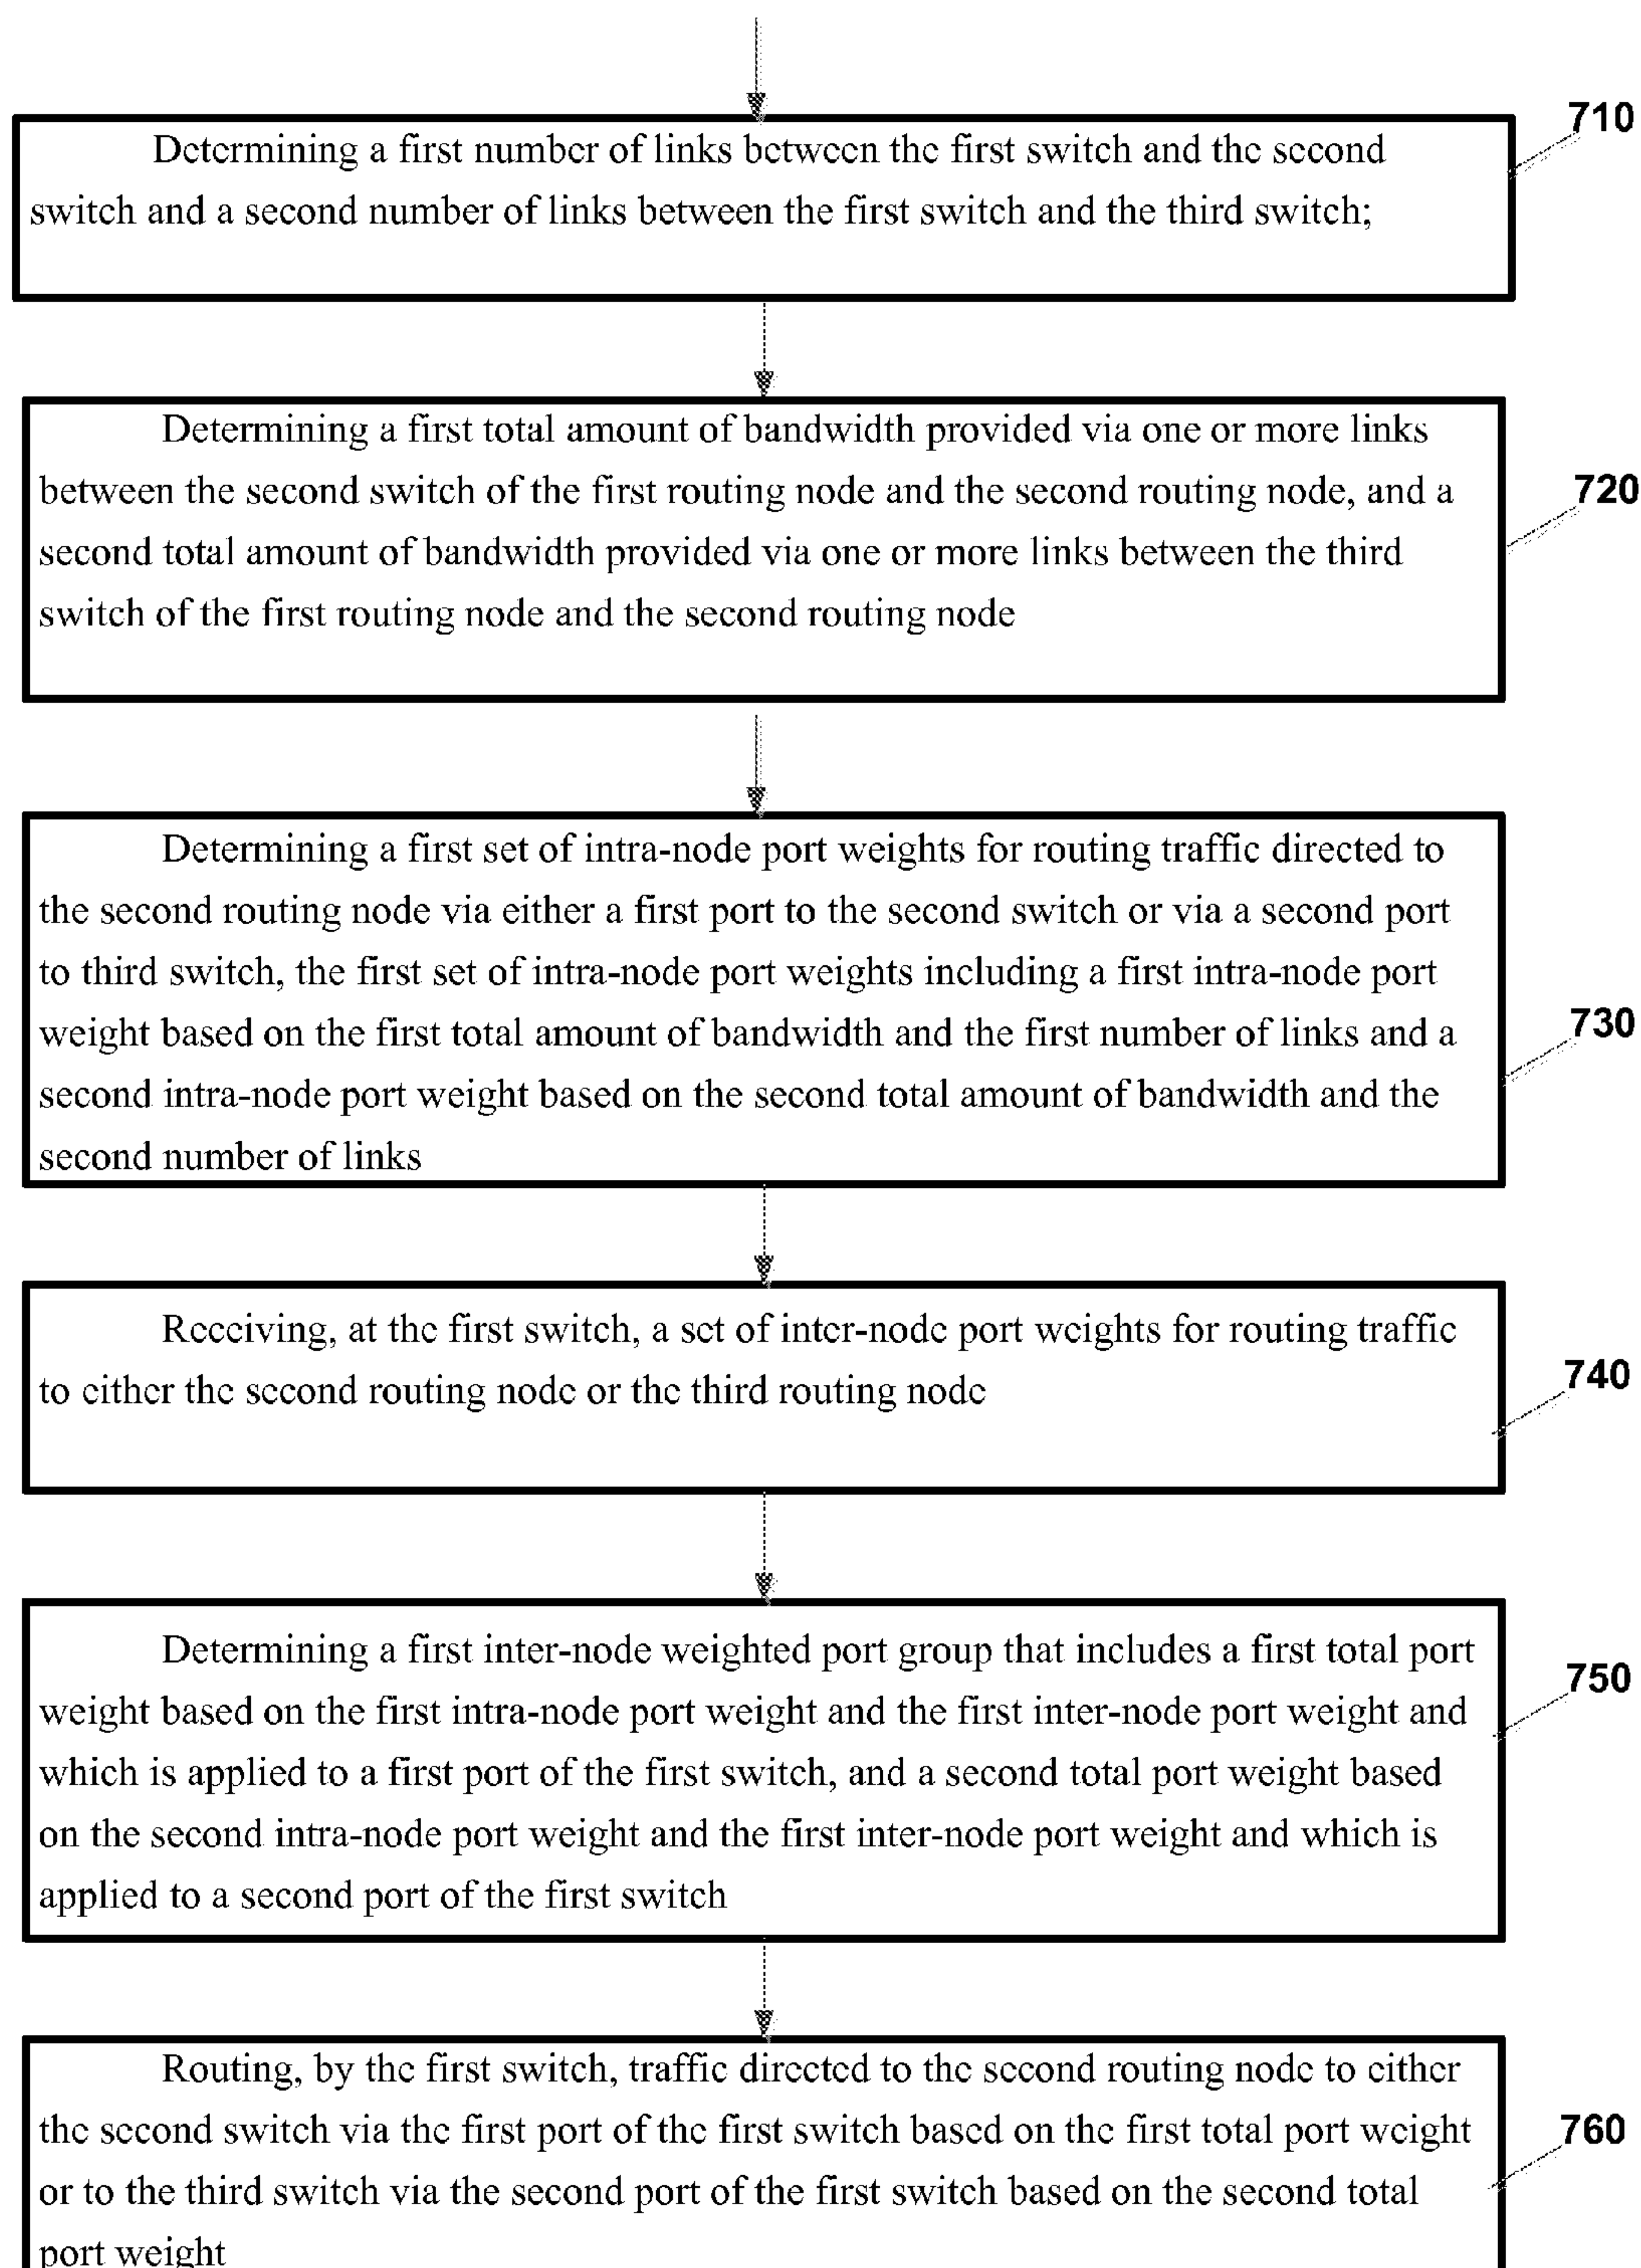 710
Determining a first number of links between the first switch and the second
switch and a second number of links between the first switch and the third switch;
Determining a first total amount of bandwidth provided via one or more links
between the second switch of the first routing node and the second routing node, and a
second total amount of bandwidth provided via one or more links between the third
switch of the first routing node and the second routing node
720
Determining a first set of intra-node port weights for routing traffic directed to
the second routing node via either a first port to the second switch or via a second port
to third switch, the first set of intra-node port weights including a first intra-node port
weight based on the first total amount of bandwidth and the first number of links and a
second intra-node port weight based on the second total amount of bandwidth and the
second number of links
730
Receiving, at the first switch, a set of inter-node port weights for routing traffic
to either the second routing node or the third routing node
740
Determining a first inter-node weighted port group that includes a first total port
weight based on the first intra-node port weight and the first inter-node port weight and
which is applied to a first port of the first switch, and a second total port weight based
on the second intra-node port weight and the first inter-node port weight and which is
applied to a second port of the first switch
750
Routing, by the first switch, traffic directed to the second routing node to either
the second switch via the first port of the first switch based on the first total port weight
or to the third switch via the second port of the first switch based on the second total
port weight
760